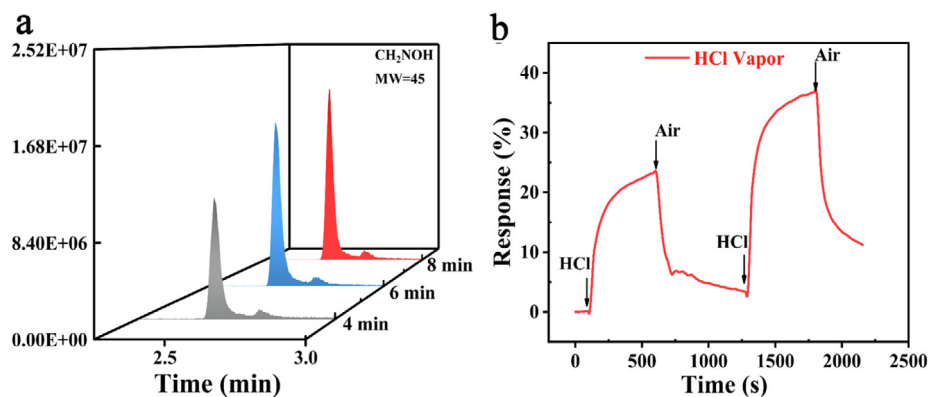 a
2.52E+07
1.68E+07
8.40E+06
0.00E+00
CH₂NOH
MW=45
8 min
6 min
4 min
2.5
3.0
Time (min)
b
HCl Vapor
Air
Air
HCl
HCl
40
30
20
10
0
Response (%)
0
500
1000
1500
2000
2500
Time (s)